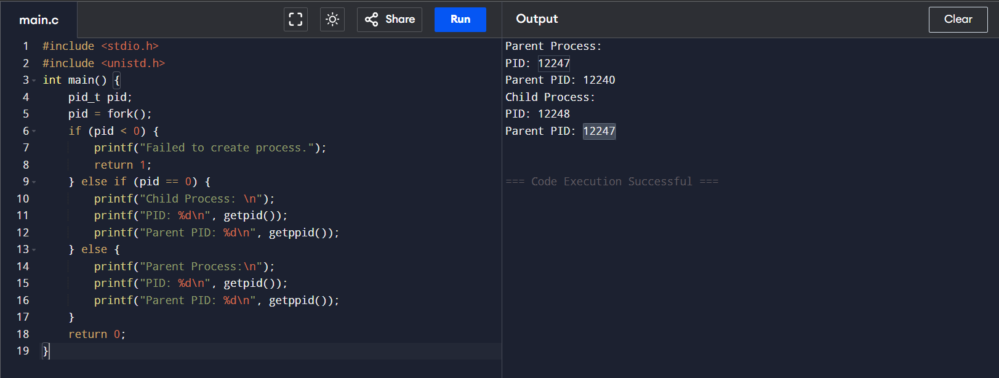 main.c
Share
Run
Output
Clear
1 #include <stdio.h>
2 #include <unistd.h>
3 int main() {
4     pid_t pid;
5     pid = fork();
6     if (pid < 0) {
7         printf("Failed to create process.");
8         return 1;
9     } else if (pid == 0) {
10         printf("Child Process: \n");
11         printf("PID: %d\n", getpid());
12         printf("Parent PID: %d\n", getppid());
13     } else {
14         printf("Parent Process:\n");
15         printf("PID: %d\n", getpid());
16         printf("Parent PID: %d\n", getppid());
17     }
18     return 0;
19 }
Parent Process:
PID: 12247
Parent PID: 12240
Child Process:
PID: 12248
Parent PID: 12247
=== Code Execution Successful ===